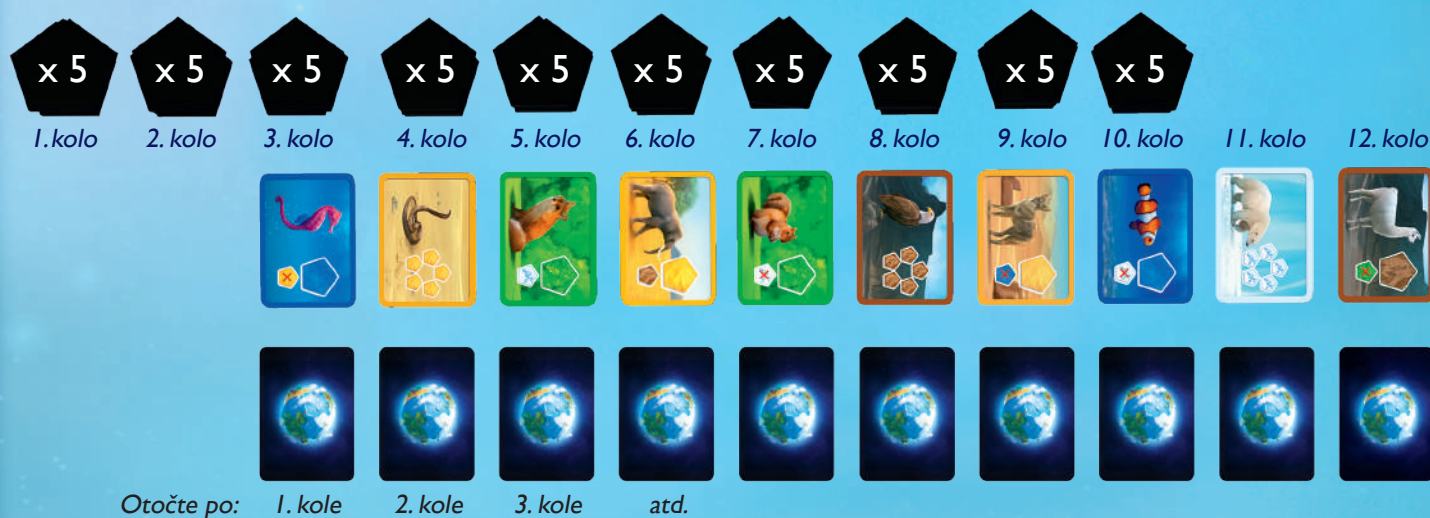 x 5 x 5 x 5 x 5 x 5 x 5 x 5 x 5 x 5 x 5
1. kolo 2. kolo 3. kolo 4. kolo 5. kolo 6. kolo 7. kolo 8. kolo 9. kolo 10. kolo 11. kolo 12. kolo
Otočte po: 1. kole 2. kole 3. kole atd.